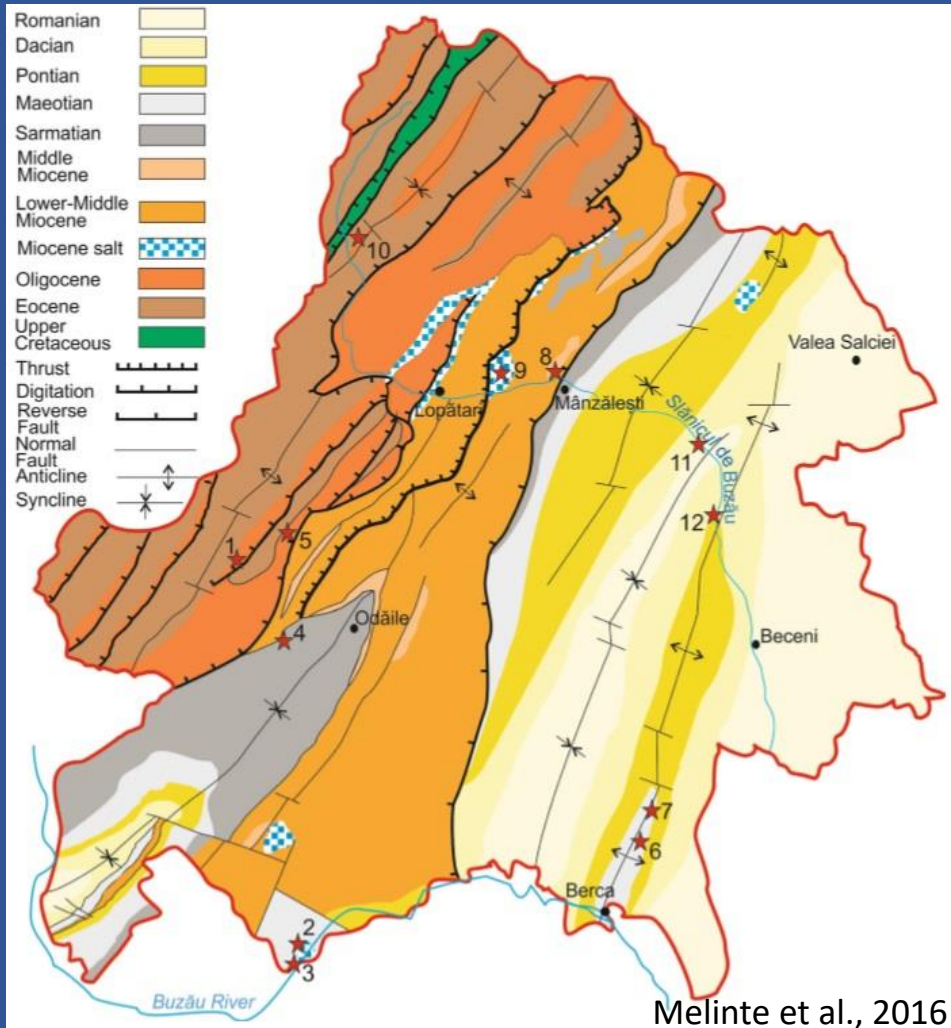 Romanian
Dacian
Pontian
Maeotian
Sarmatian
Middle
Miocene
Lower-Middle
Miocene
Miocene salt
Oligocene
Eocene
Upper
Cretaceous
Thrust
Digitation
Reverse
Fault
Normal
Fault
Anticline
Syncline
10
Valea Salciei
9
8
Lopătari
Mânzălești
Slănicul de Buzău
11
12
1
5
4
Odăile
Beceni
7
6
Berca
2
3
Buzău River
Melinte et al., 2016